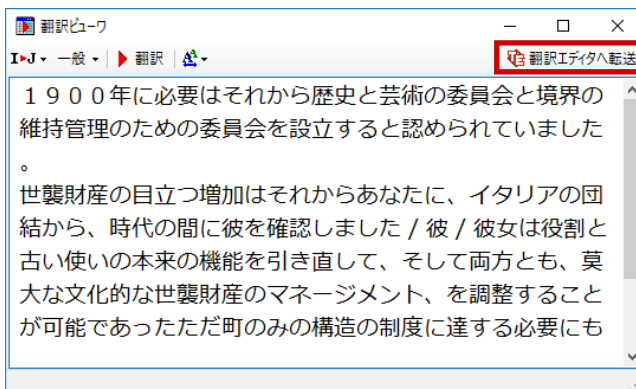 翻訳ビューワ
I▸J 一般 翻訳 翻訳エディタへ転送
１９００年に必要はそれから歴史と芸術の委員会と境界の
維持管理のための委員会を設立すると認められていました
。
世襲財産の目立つ増加はそれからあなたに、イタリアの団
結から、時代の間に彼を確認しました / 彼 / 彼女は役割と
古い使いの本来の機能を引き直して、そして両方とも、莫
大な文化的な世襲財産のマネージメント、を調整すること
が可能であったただ町のみの構造の制度に達する必要にも